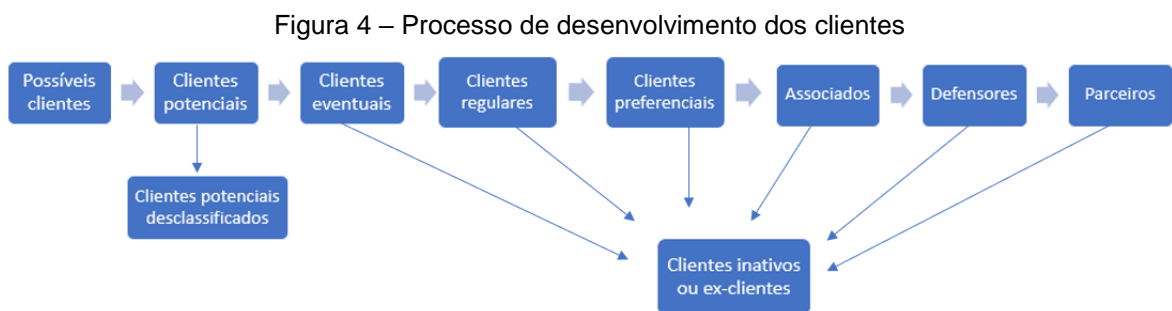 Figura 4 – Processo de desenvolvimento dos clientes
Possíveis
clientes
Clientes
potenciais
Clientes
eventuais
Clientes
regulares
Clientes
preferenciais
Associados
Defensores
Parceiros
Clientes potenciais
desclassificados
Clientes inativos
ou ex-clientes